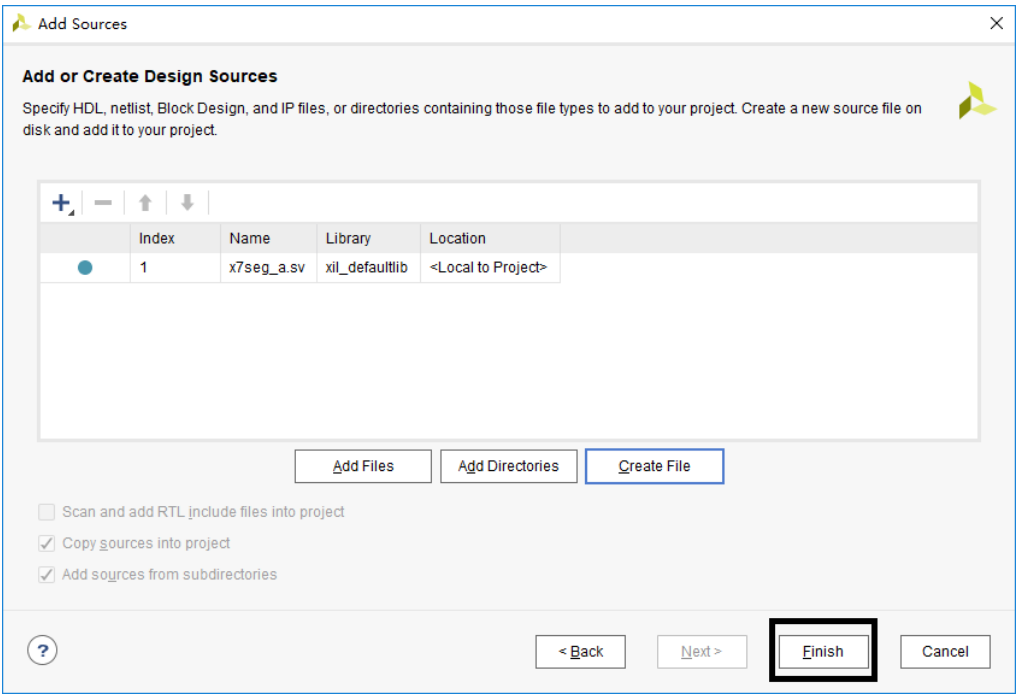 Add Sources
Add or Create Design Sources
Specify HDL, netlist, Block Design, and IP files, or directories containing those file types to add to your project. Create a new source file on
disk and add it to your project.
Index Name Library Location
1 x7seg_a.sv xil_defaultlib <Local to Project>
Add Files Add Directories Create File
Scan and add RTL include files into project
Copy sources into project
Add sources from subdirectories
? < Back Next > Finish Cancel